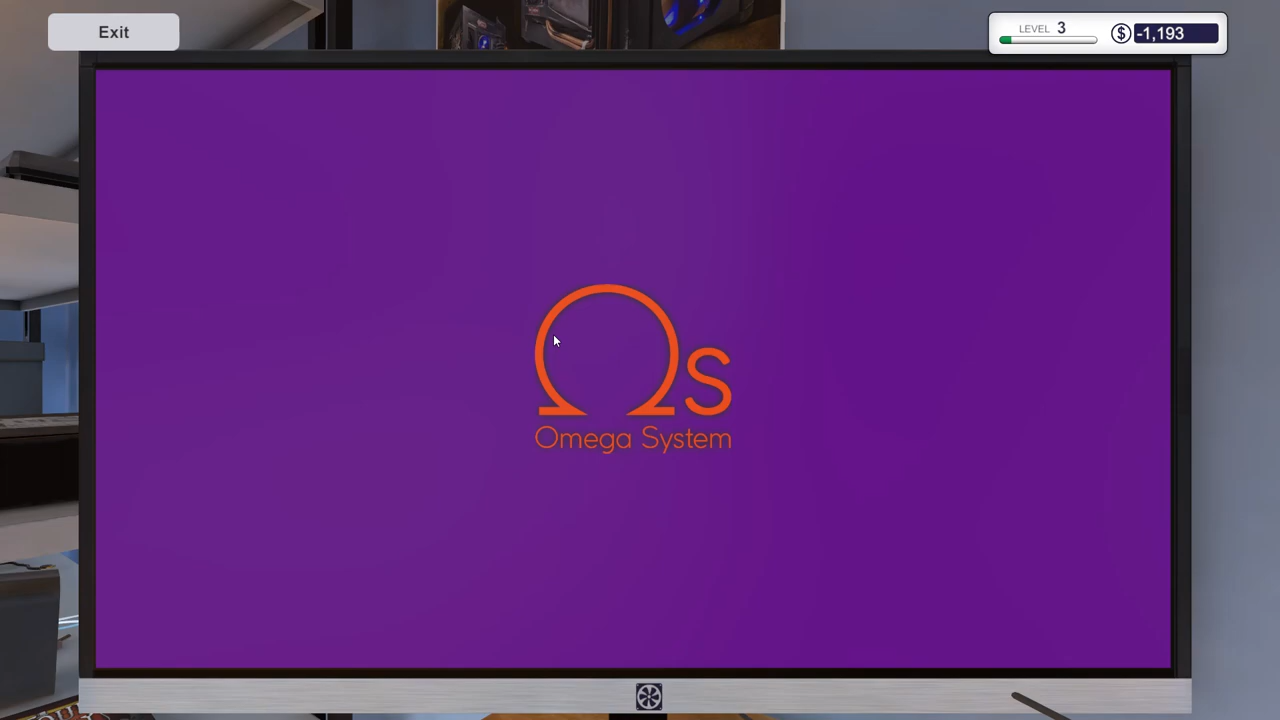 Exit
LEVEL 3
$ -1,193
Ωs
Omega System